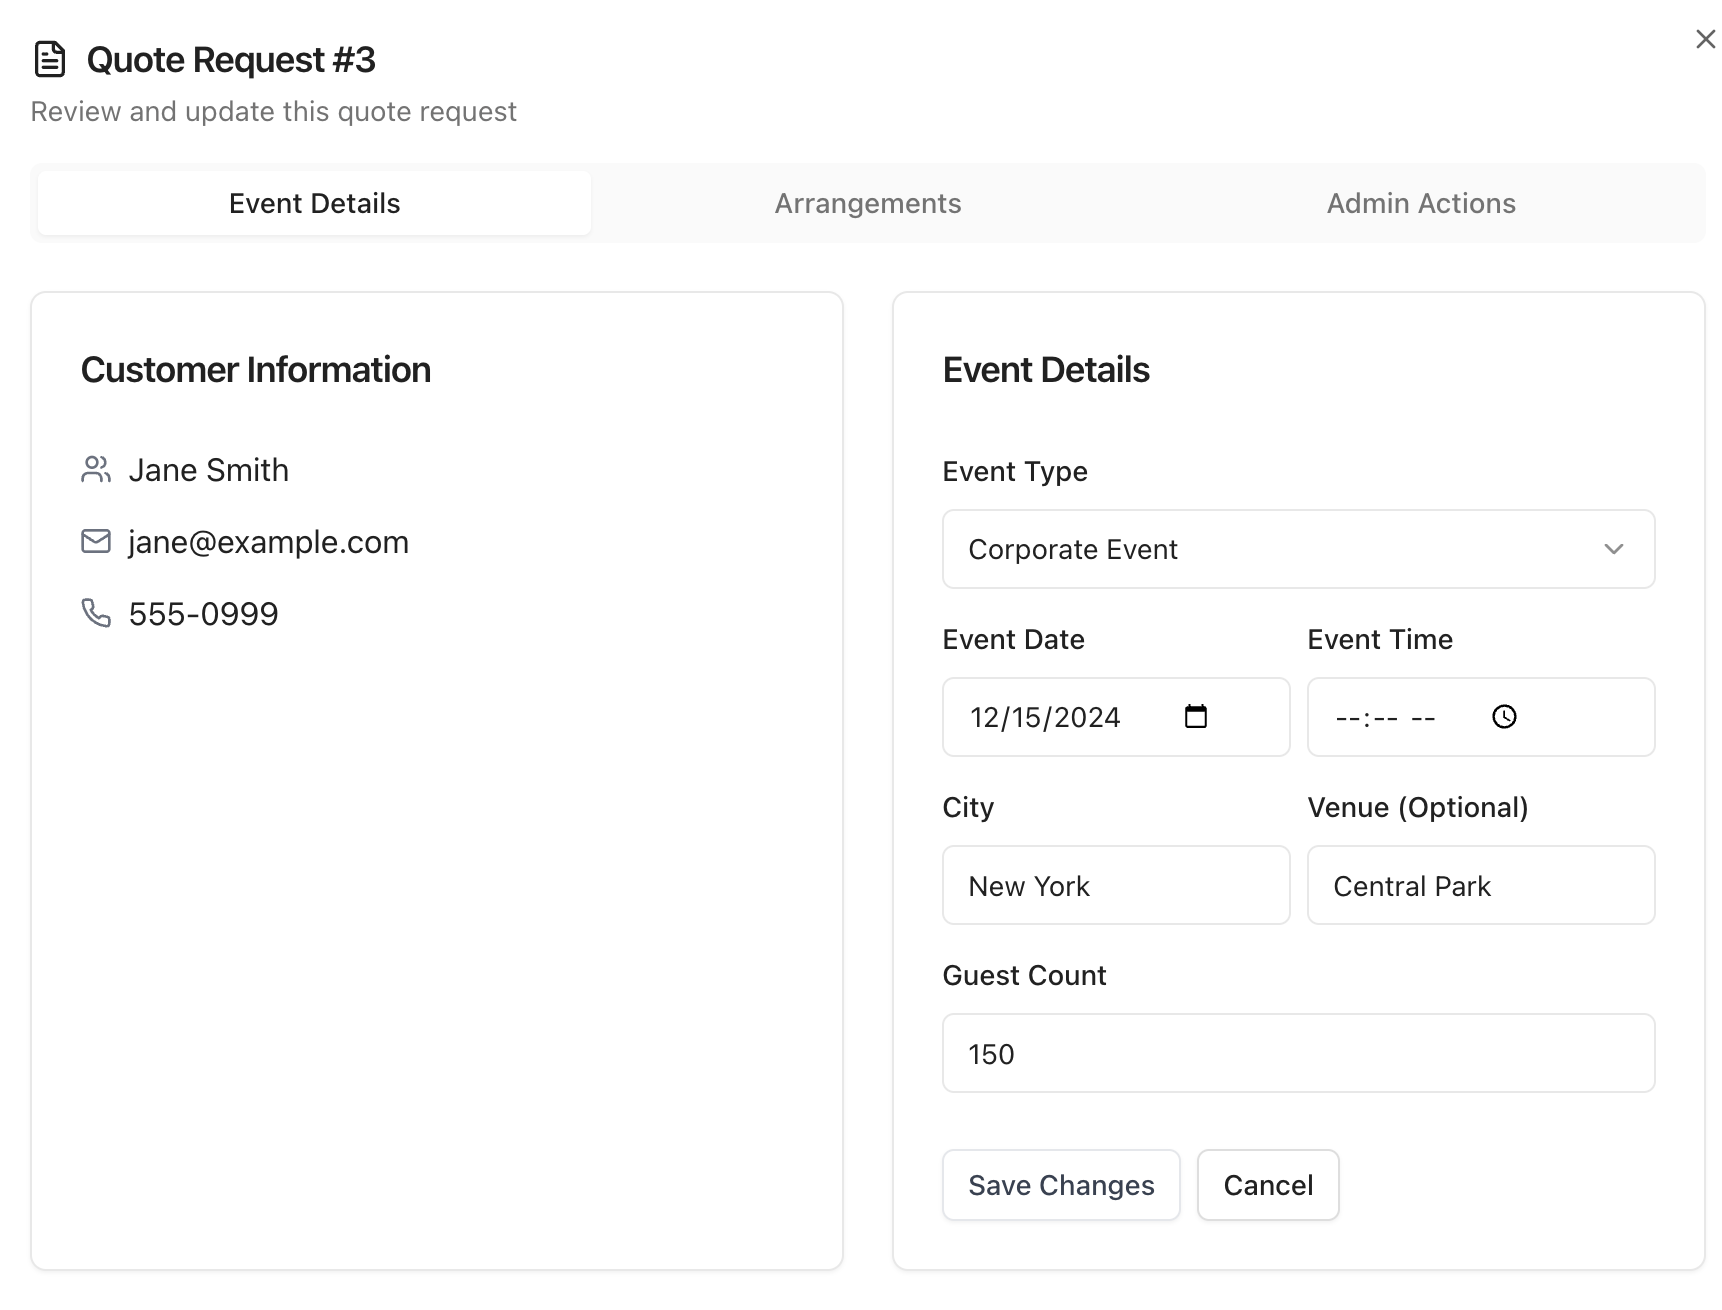 Quote Request #3
Review and update this quote request
Event Details
Arrangements
Admin Actions
Customer Information
Jane Smith
jane@example.com
555-0999
Event Details
Event Type
Corporate Event
Event Date
Event Time
12/15/2024
--:-- --
City
Venue (Optional)
New York
Central Park
Guest Count
150
Save Changes
Cancel